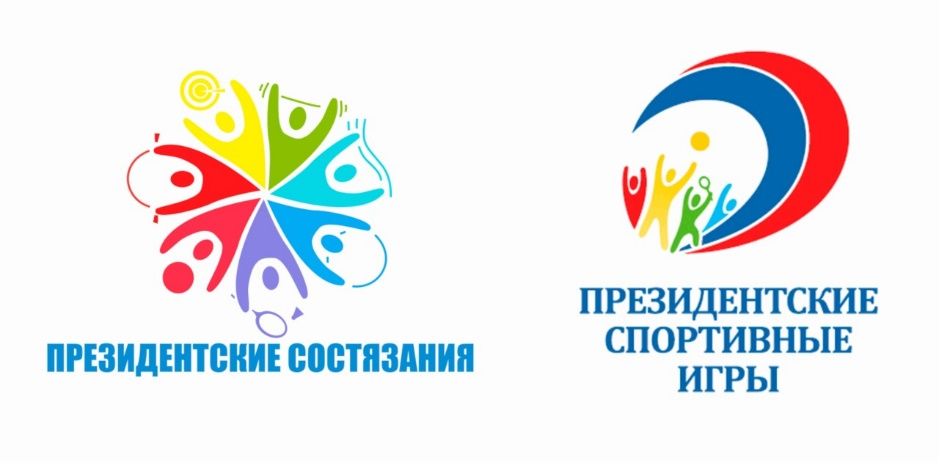 ПРЕЗИДЕНТСКИЕ СОСТЯЗАНИЯ
ПРЕЗИДЕНТСКИЕ
СПОРТИВНЫЕ
ИГРЫ